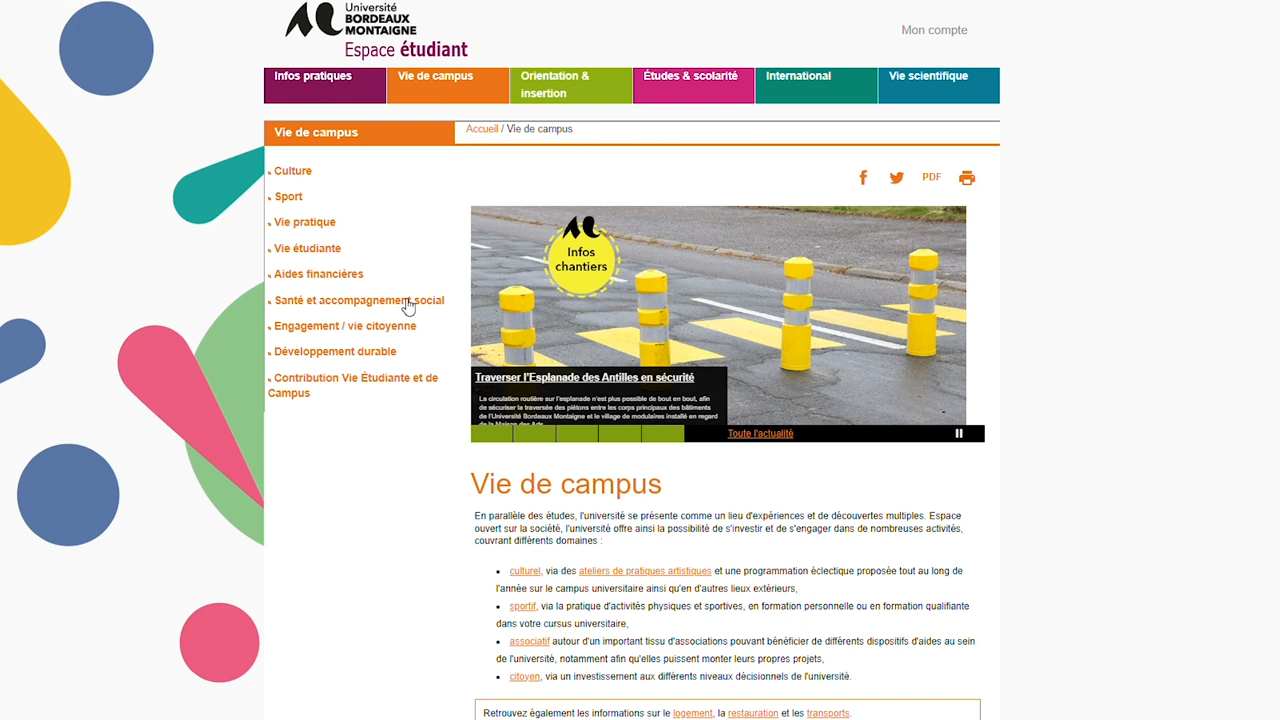 Université
BORDEAUX
MONTAIGNE
Espace étudiant
Mon compte
Infos pratiques
Vie de campus
Orientation &
insertion
Études & scolarité
International
Vie scientifique
Vie de campus
Accueil / Vie de campus
Culture
Sport
Vie pratique
Vie étudiante
Aides financières
Santé et accompagnement social
Engagement / vie citoyenne
Développement durable
Contribution Vie Étudiante et de
Campus
PDF
Infos
chantiers
Traverser l'Esplanade des Antilles en sécurité
La circulation routière sur l'esplanade n'est plus possible de bout en bout, afin
de sécuriser la traversée des piétons entre les corps principaux des bâtiments
de l'Université Bordeaux Montaigne et le village de modulaires installé en regard
de la Maison des Arts.
Toute l'actualité
Vie de campus
En parallèle des études, l'université se présente comme un lieu d'expériences et de découvertes multiples. Espace
ouvert sur la société, l'université offre ainsi la possibilité de s'investir et de s'engager dans de nombreuses activités,
couvrant différents domaines :
• culturel, via des ateliers de pratiques artistiques et une programmation éclectique proposée tout au long de
l'année sur le campus universitaire ainsi qu'en d'autres lieux extérieurs,
• sportif, via la pratique d'activités physiques et sportives, en formation personnelle ou en formation qualifiante
dans votre cursus universitaire,
• associatif autour d'un important tissu d'associations pouvant bénéficier de différents dispositifs d'aides au sein
de l'université, notamment afin qu'elles puissent monter leurs propres projets,
• citoyen, via un investissement aux différents niveaux décisionnels de l'université.
Retrouvez également les informations sur le logement, la restauration et les transports.